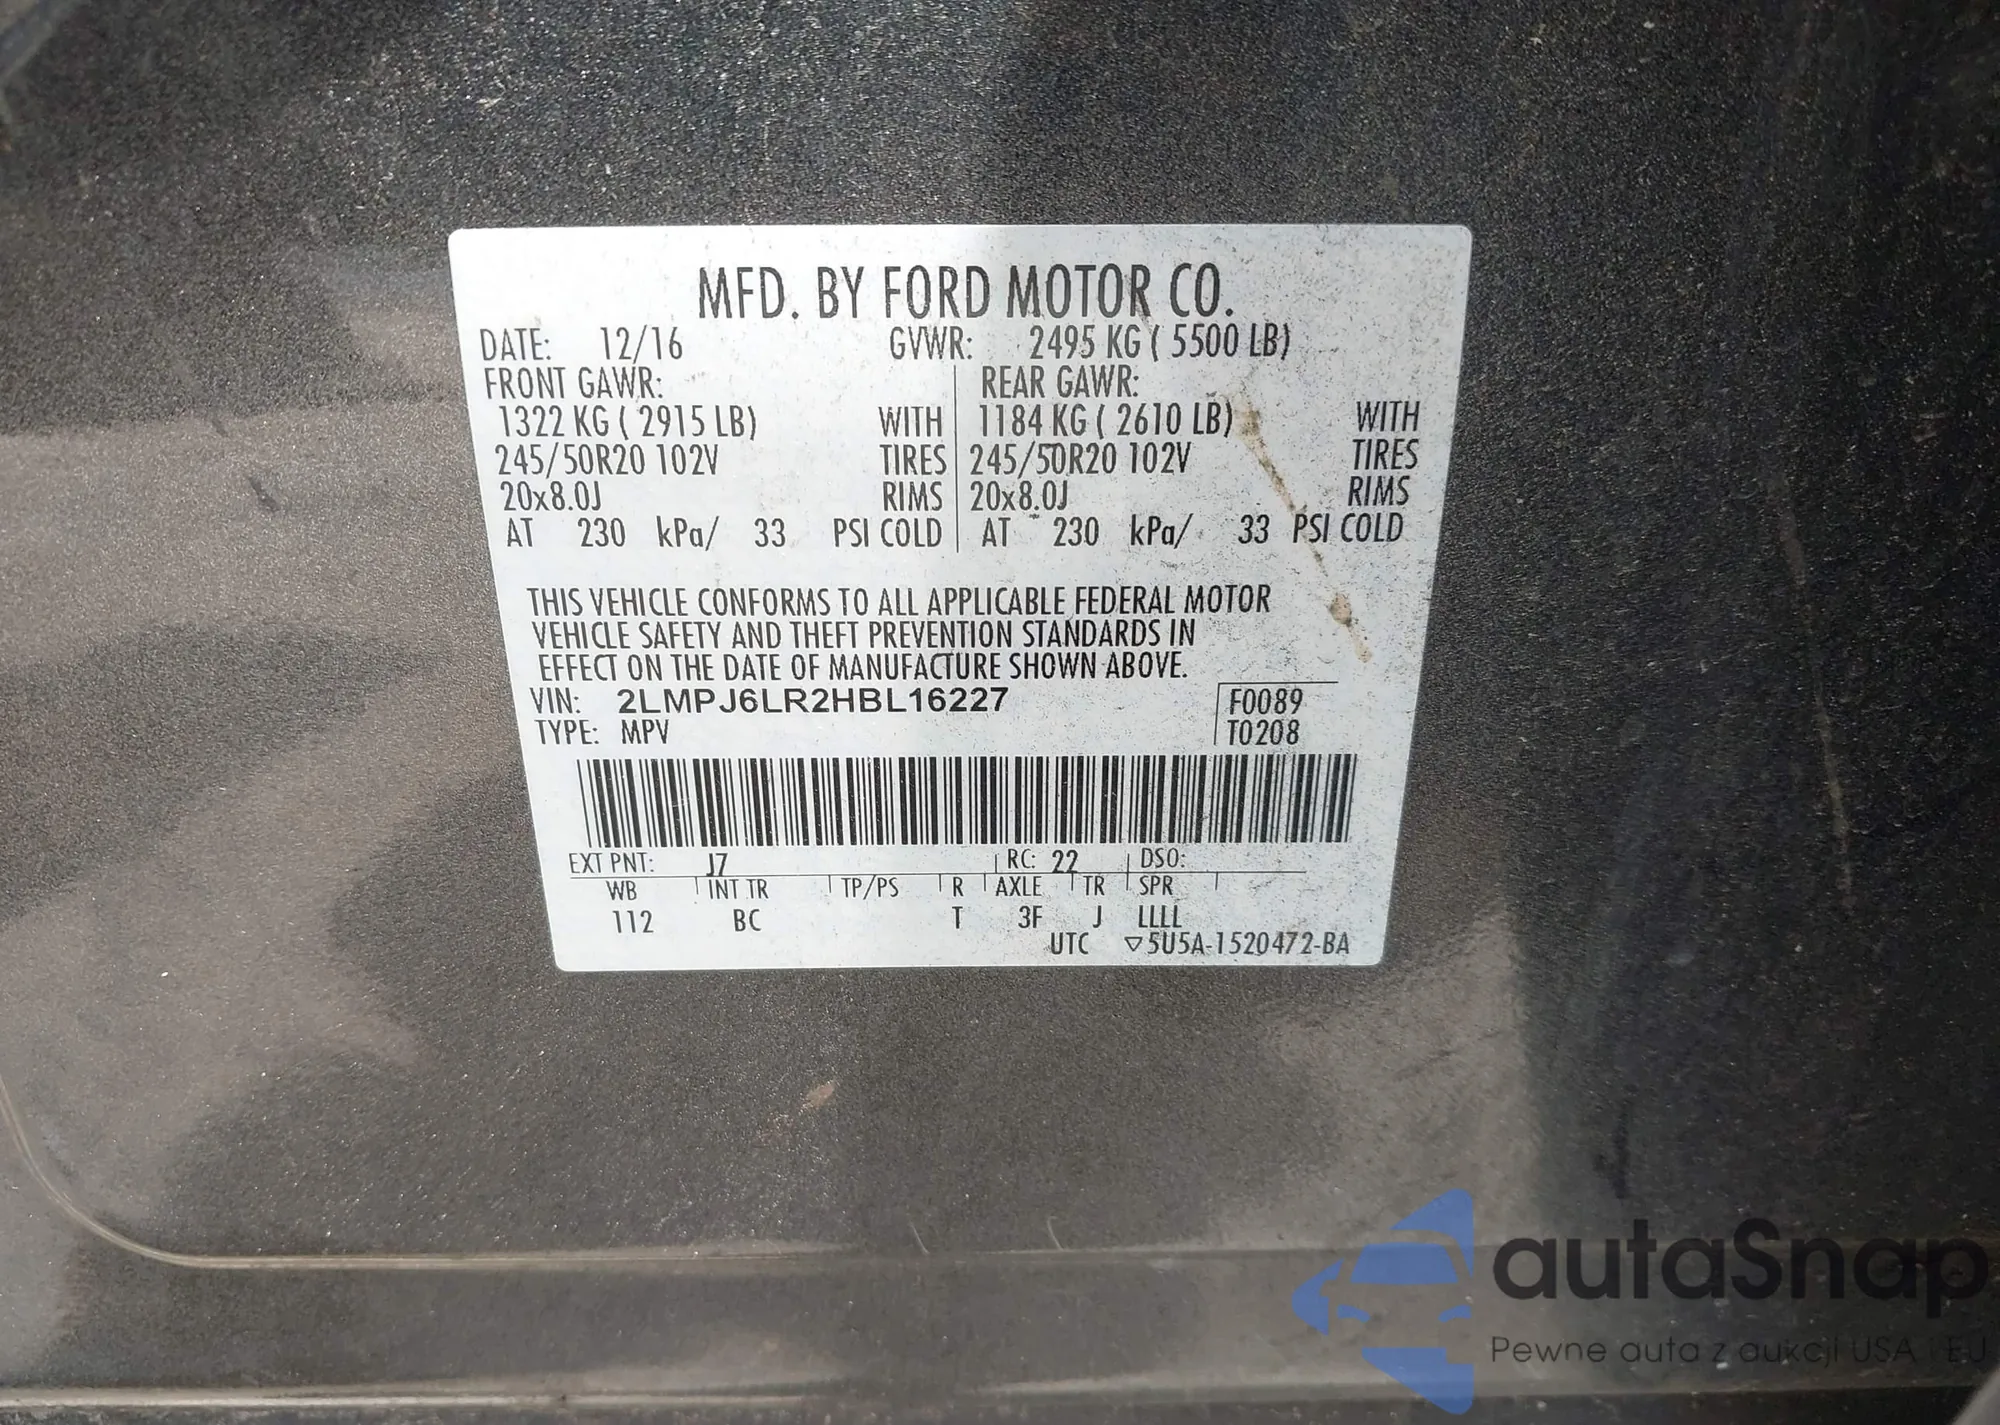 MFD. BY FORD MOTOR CO.
DATE: 12/16 GVWR: 2495 KG ( 5500 LB)
FRONT GAWR: REAR GAWR:
1322 KG ( 2915 LB) WITH 1184 KG ( 2610 LB) WITH
245/50R20 102V TIRES 245/50R20 102V TIRES
20x8.0J RIMS 20x8.0J RIMS
AT 230 kPa/ 33 PSI COLD AT 230 kPa/ 33 PSI COLD
THIS VEHICLE CONFORMS TO ALL APPLICABLE FEDERAL MOTOR
VEHICLE SAFETY AND THEFT PREVENTION STANDARDS IN
EFFECT ON THE DATE OF MANUFACTURE SHOWN ABOVE.
VIN: 2LMPJ6LR2HBL16227 F0089
TYPE: MPV T0208
EXT PNT: J7 RC: 22 DSO:
WB INT TR TP/PS R AXLE TR SPR
112 BC T 3F J LLLL
UTC ▽5U5A-1520472-BA
autaSnap
Pewne auta z aukcji USA i EU